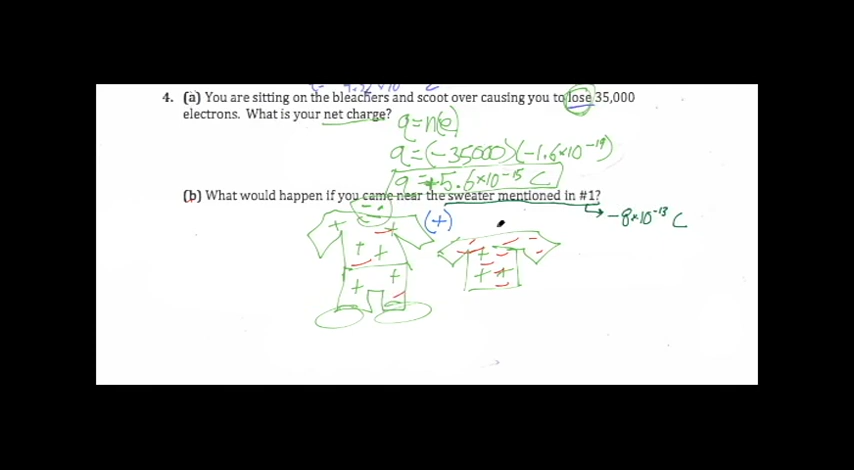 4. (a) You are sitting on the bleachers and scoot over causing you to lose 35,000
electrons. What is your net charge?
q=n(e)
q=(-35000)(-1.6×10⁻¹⁹)
q=+5.6×10⁻¹⁵ C
(b) What would happen if you came near the sweater mentioned in #1?
(+)
→ -8×10⁻¹³ C